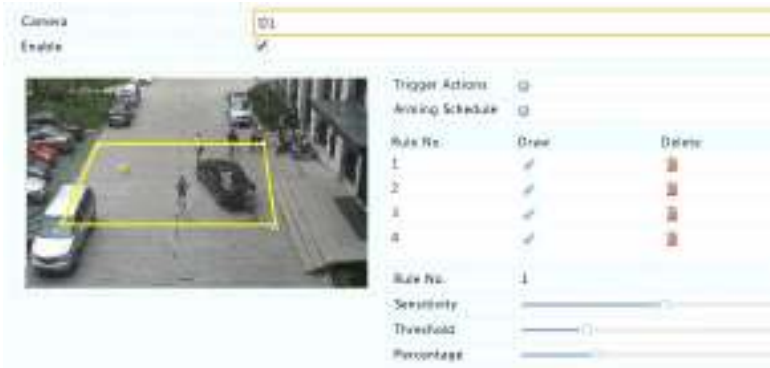 Camera D1
Enable
Trigger Actions
Arming Schedule
Rule No. Draw Delete
1
2
3
4
Rule No. 1
Sensitivity
Threshold
Percentage